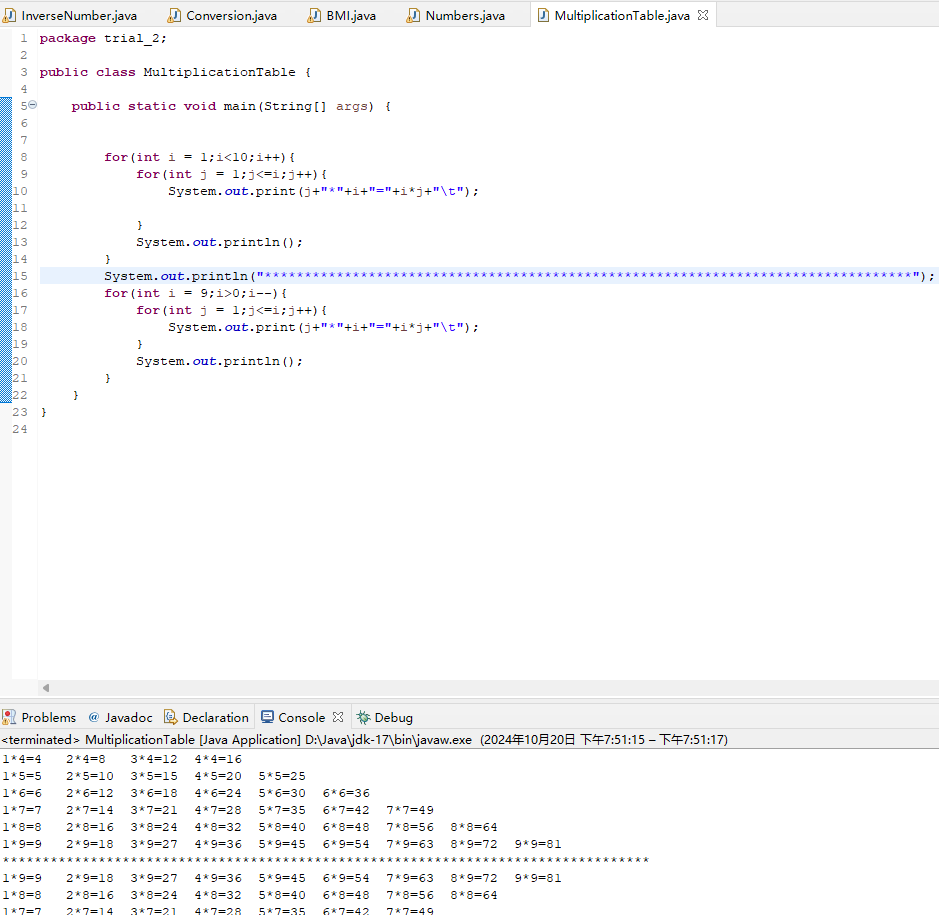 InverseNumber.java Conversion.java BMI.java Numbers.java MultiplicationTable.java
1 package trial_2;
2
3 public class MultiplicationTable {
4
5 public static void main(String[] args) {
6
7
8 for(int i = 1;i<10;i++){
9 for(int j = 1;j<=i;j++){
10 System.out.print(j+"*"+i+"="+i*j+"\t");
11
12 }
13 System.out.println();
14 }
15 System.out.println("*********************************************************************************");
16 for(int i = 9;i>0;i--){
17 for(int j = 1;j<=i;j++){
18 System.out.print(j+"*"+i+"="+i*j+"\t");
19 }
20 System.out.println();
21 }
22 }
23 }
24
Problems @ Javadoc Declaration Console Debug
<terminated> MultiplicationTable [Java Application] D:\Java\jdk-17\bin\javaw.exe (2024年10月20日 下午7:51:15 – 下午7:51:17)
1*4=4 2*4=8 3*4=12 4*4=16
1*5=5 2*5=10 3*5=15 4*5=20 5*5=25
1*6=6 2*6=12 3*6=18 4*6=24 5*6=30 6*6=36
1*7=7 2*7=14 3*7=21 4*7=28 5*7=35 6*7=42 7*7=49
1*8=8 2*8=16 3*8=24 4*8=32 5*8=40 6*8=48 7*8=56 8*8=64
1*9=9 2*9=18 3*9=27 4*9=36 5*9=45 6*9=54 7*9=63 8*9=72 9*9=81
*********************************************************************************
1*9=9 2*9=18 3*9=27 4*9=36 5*9=45 6*9=54 7*9=63 8*9=72 9*9=81
1*8=8 2*8=16 3*8=24 4*8=32 5*8=40 6*8=48 7*8=56 8*8=64
1*7=7 2*7=14 3*7=21 4*7=28 5*7=35 6*7=42 7*7=49